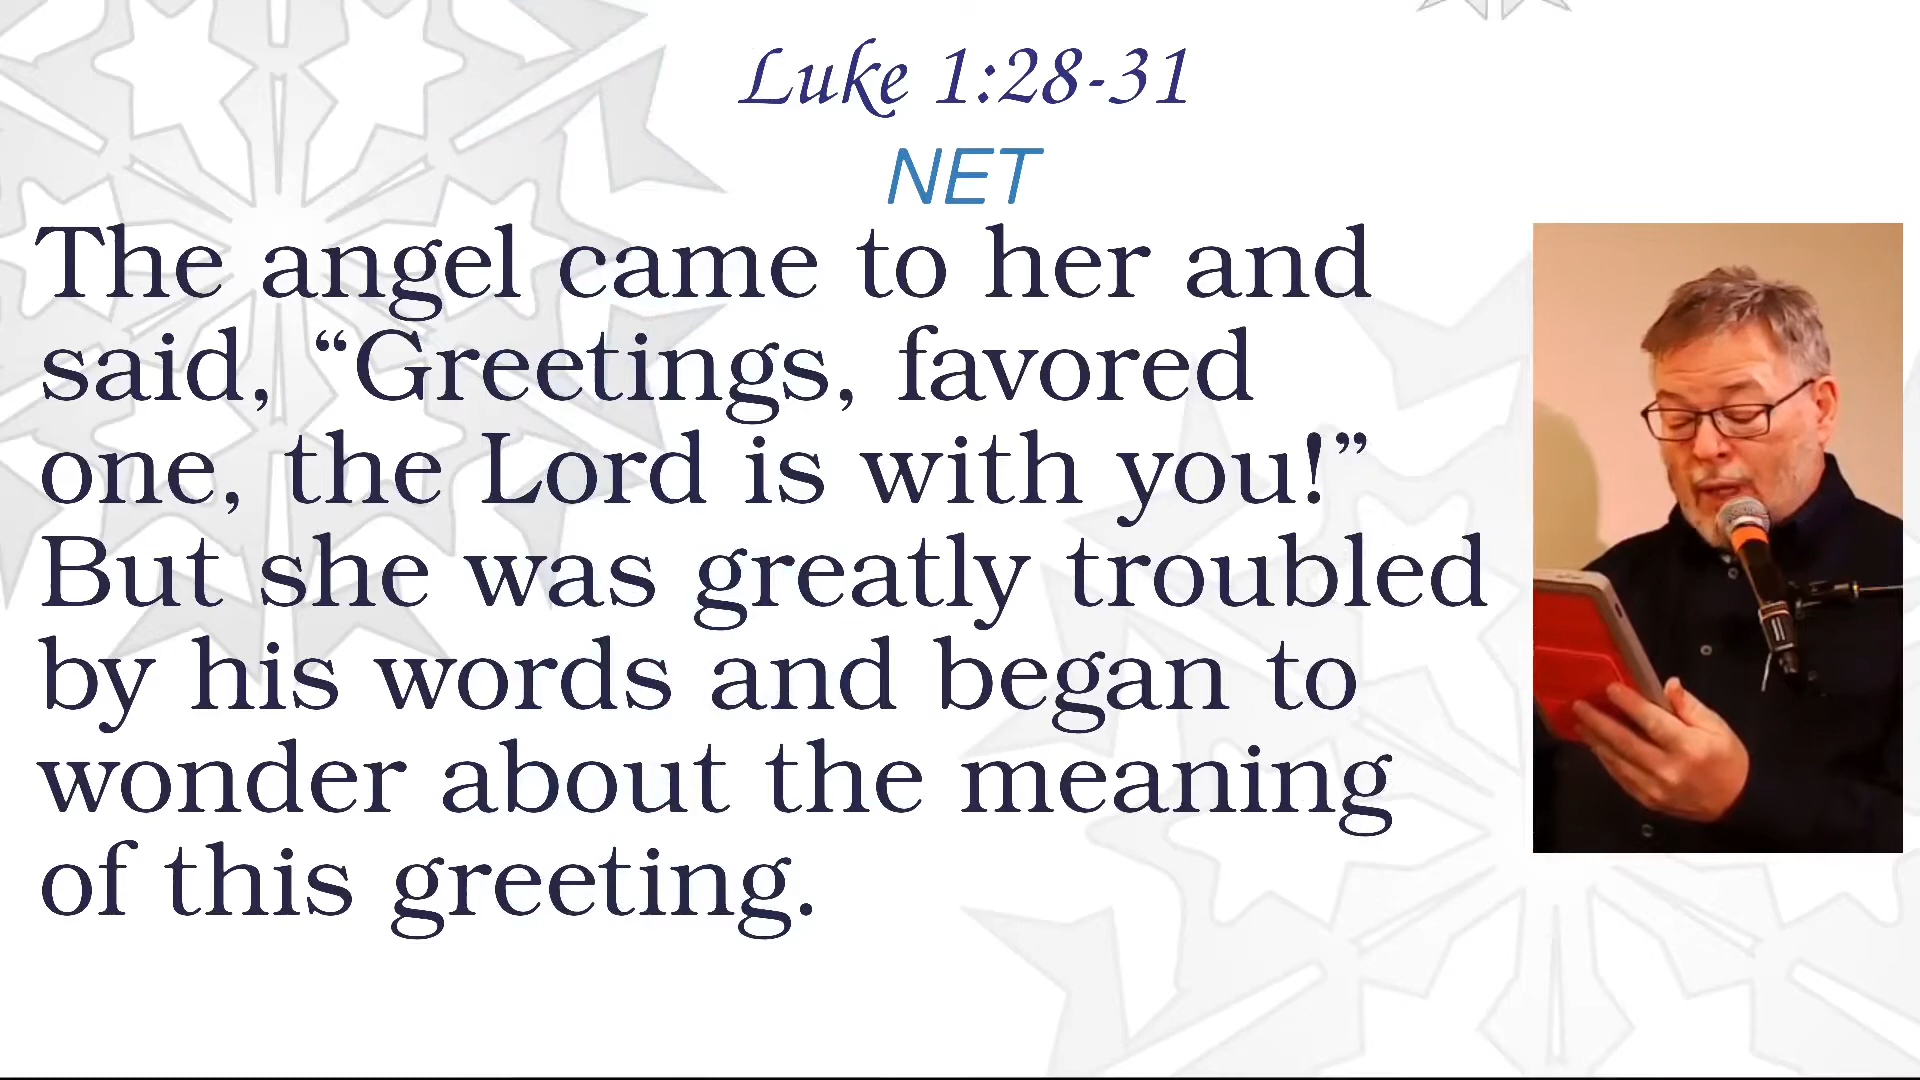 Luke 1:28-31
NET
The angel came to her and
said, “Greetings, favored
one, the Lord is with you!”
But she was greatly troubled
by his words and began to
wonder about the meaning
of this greeting.